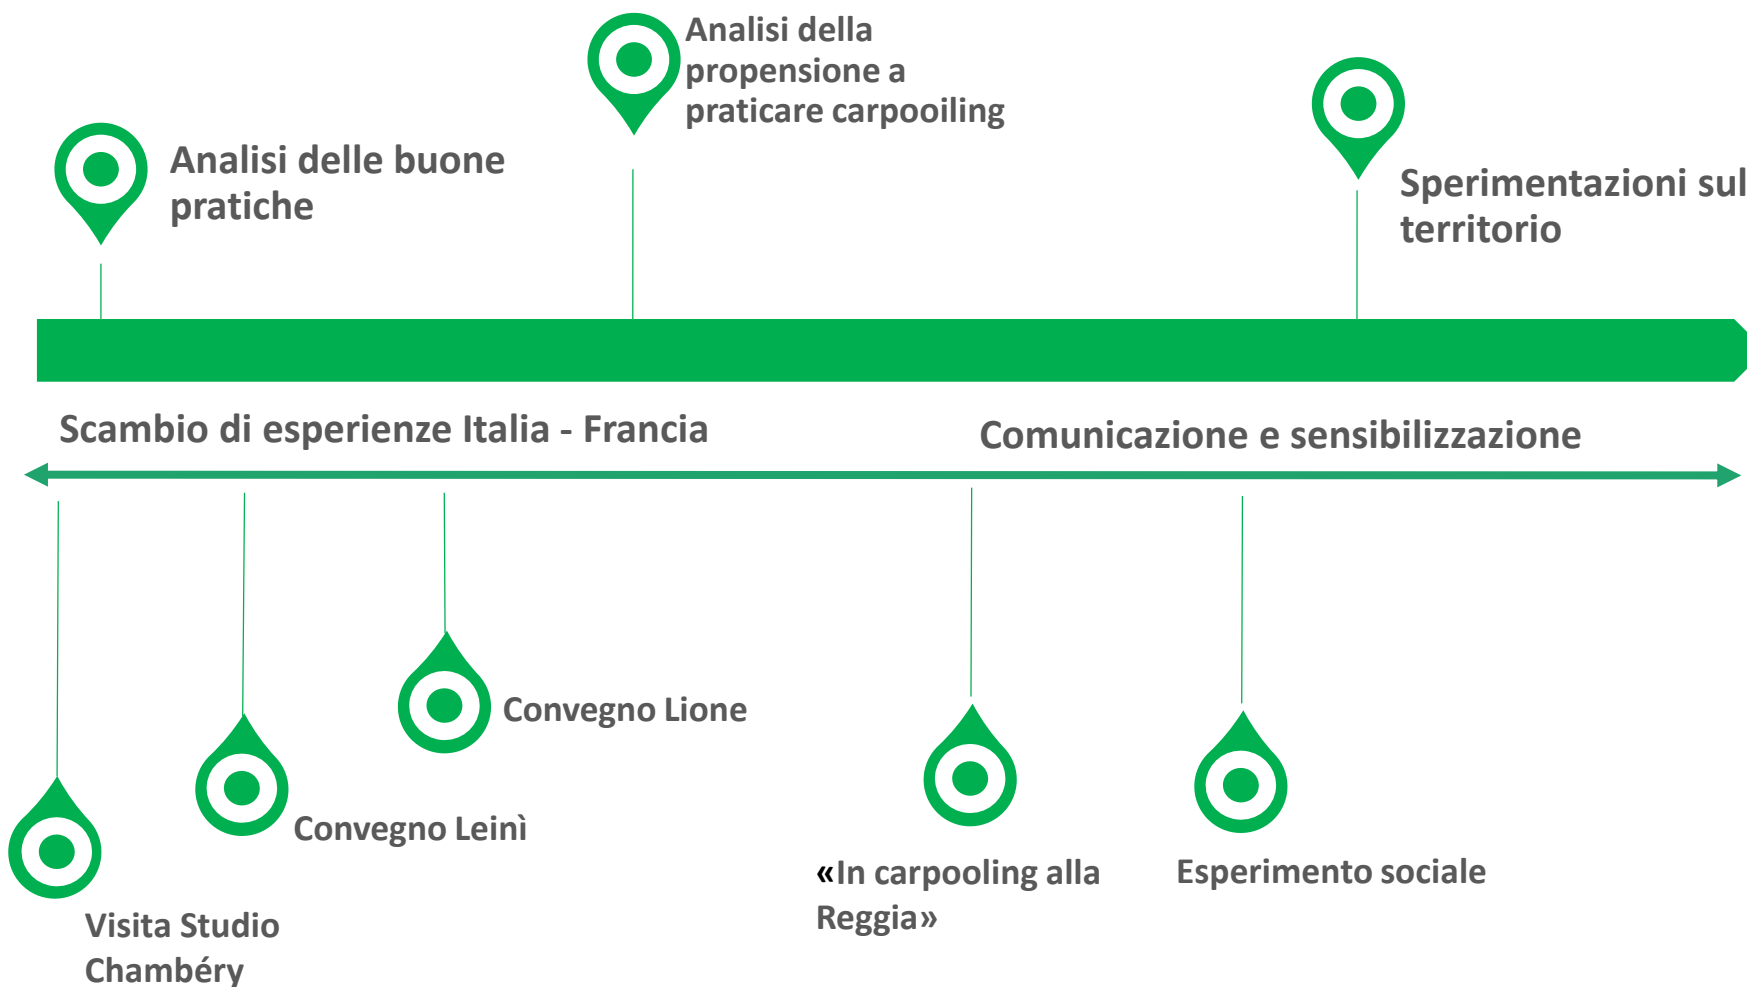 Analisi della
propensione a
praticare carpooiling
Analisi delle buone
pratiche
Sperimentazioni sul
territorio
Scambio di esperienze Italia - Francia
Comunicazione e sensibilizzazione
Convegno Lione
Convegno Leinì
«In carpooling alla
Reggia»
Esperimento sociale
Visita Studio
Chambéry